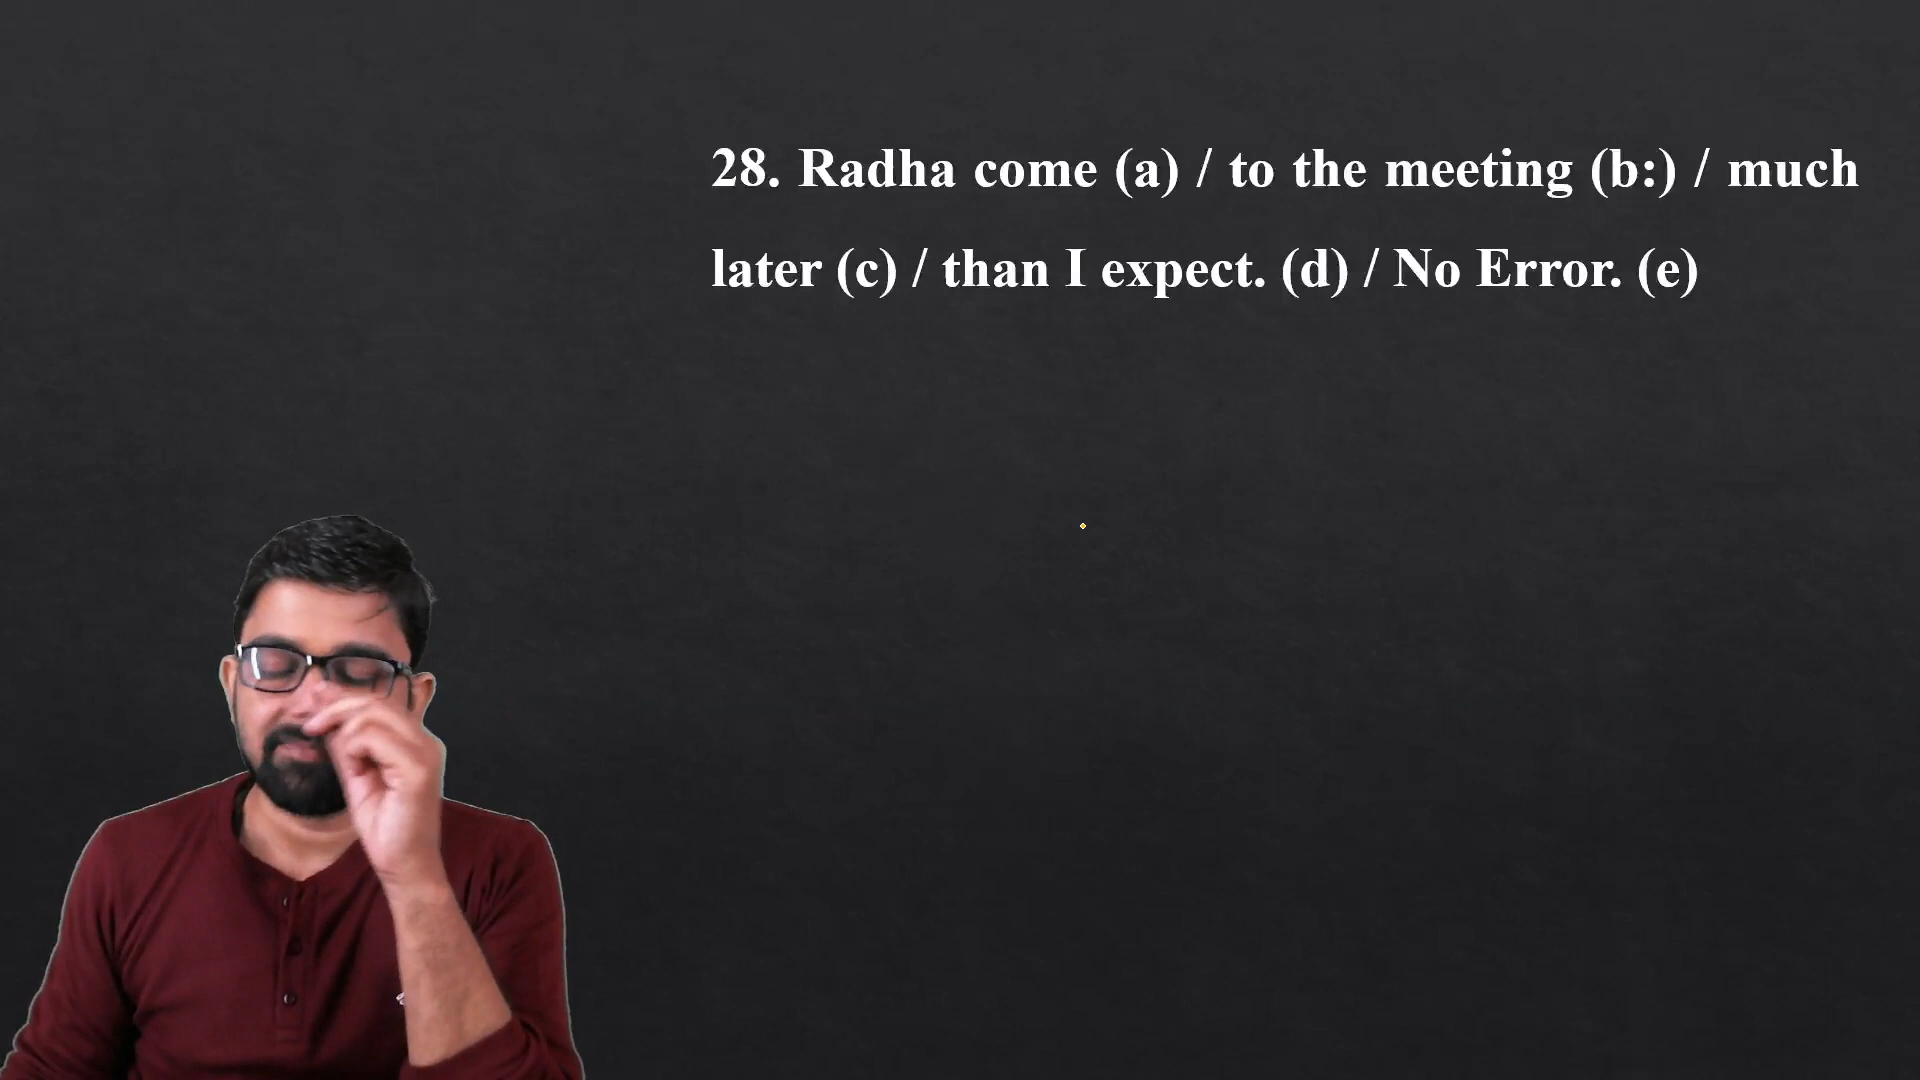 28. Radha come (a) / to the meeting (b:) / much
later (c) / than I expect. (d) / No Error. (e)